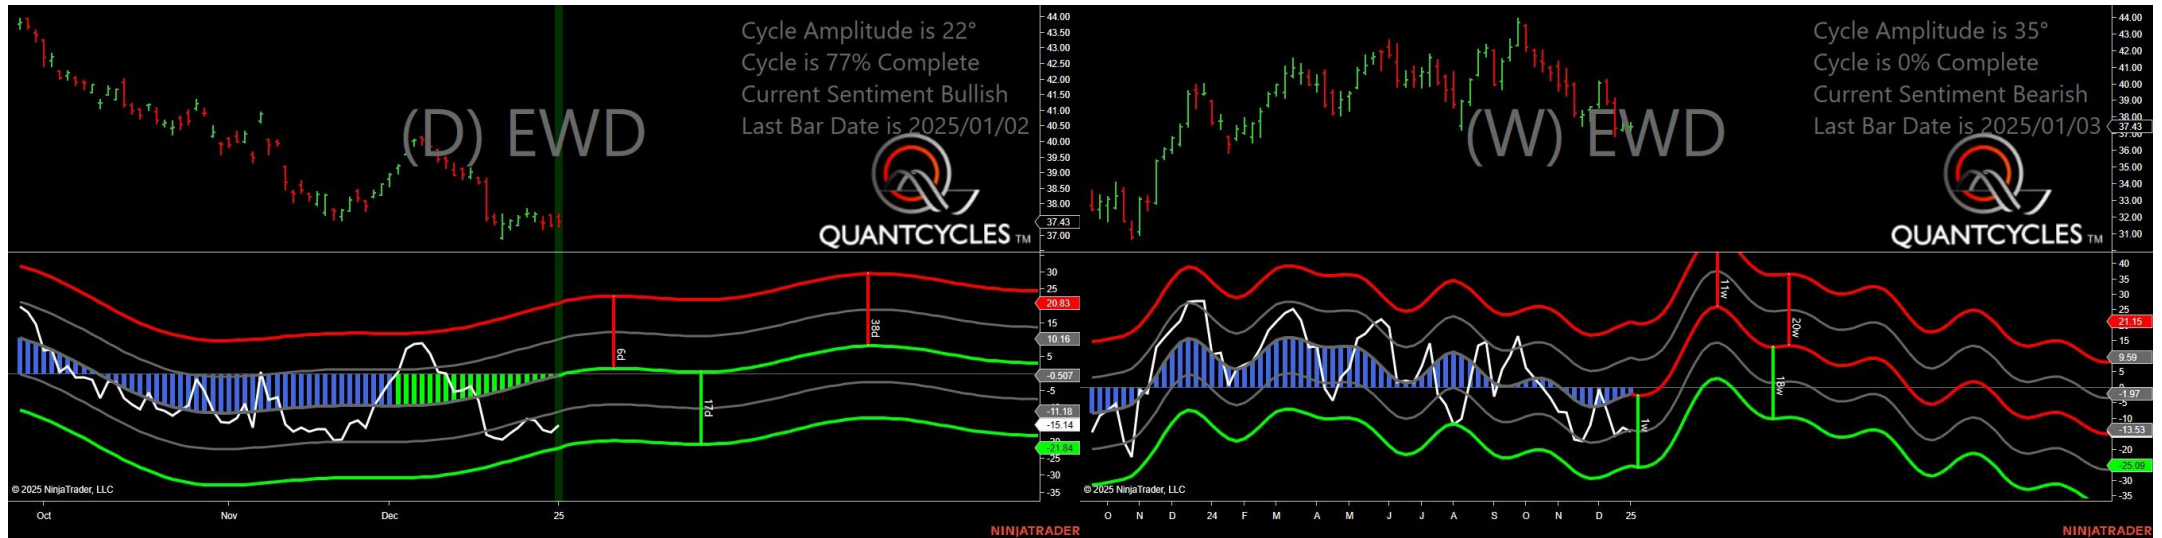 Cycle Amplitude is 22°
Cycle is 77% Complete
Current Sentiment Bullish
Last Bar Date is 2025/01/02
(D) EWD
QUANTCYCLES TM
44.00
43.50
43.00
42.50
42.00
41.50
41.00
40.50
40.00
39.50
39.00
38.50
38.00
37.43
37.00
30
25
20.83
15
10.16
5
-0.507
-5
-11.18
-15.14
-21.84
-25
-30
-35
6d
17d
38d
© 2025 NinjaTrader, LLC
Oct
Nov
Dec
25
NINJATRADER
Cycle Amplitude is 35°
Cycle is 0% Complete
Current Sentiment Bearish
Last Bar Date is 2025/01/03
(W) EWD
QUANTCYCLES TM
44.00
43.00
42.00
41.00
40.00
39.00
38.00
37.43
36.00
35.00
34.00
33.00
32.00
31.00
40
35
30
25
21.15
15
9.59
5
-1.97
-5
-10
-13.53
-20
-25.09
-30
-35
11w
20w
18w
1w
© 2025 NinjaTrader, LLC
O
N
D
24
F
M
A
M
J
J
A
S
O
N
D
25
NINJATRADER